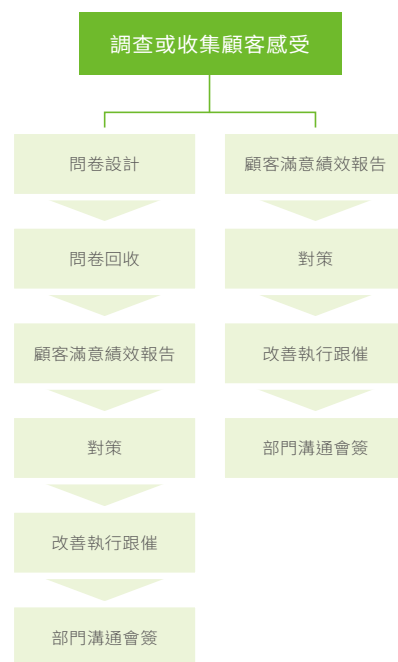 調查或收集顧客感受
問卷設計
問卷回收
顧客滿意績效報告
對策
改善執行跟催
部門溝通會簽
顧客滿意績效報告
對策
改善執行跟催
部門溝通會簽